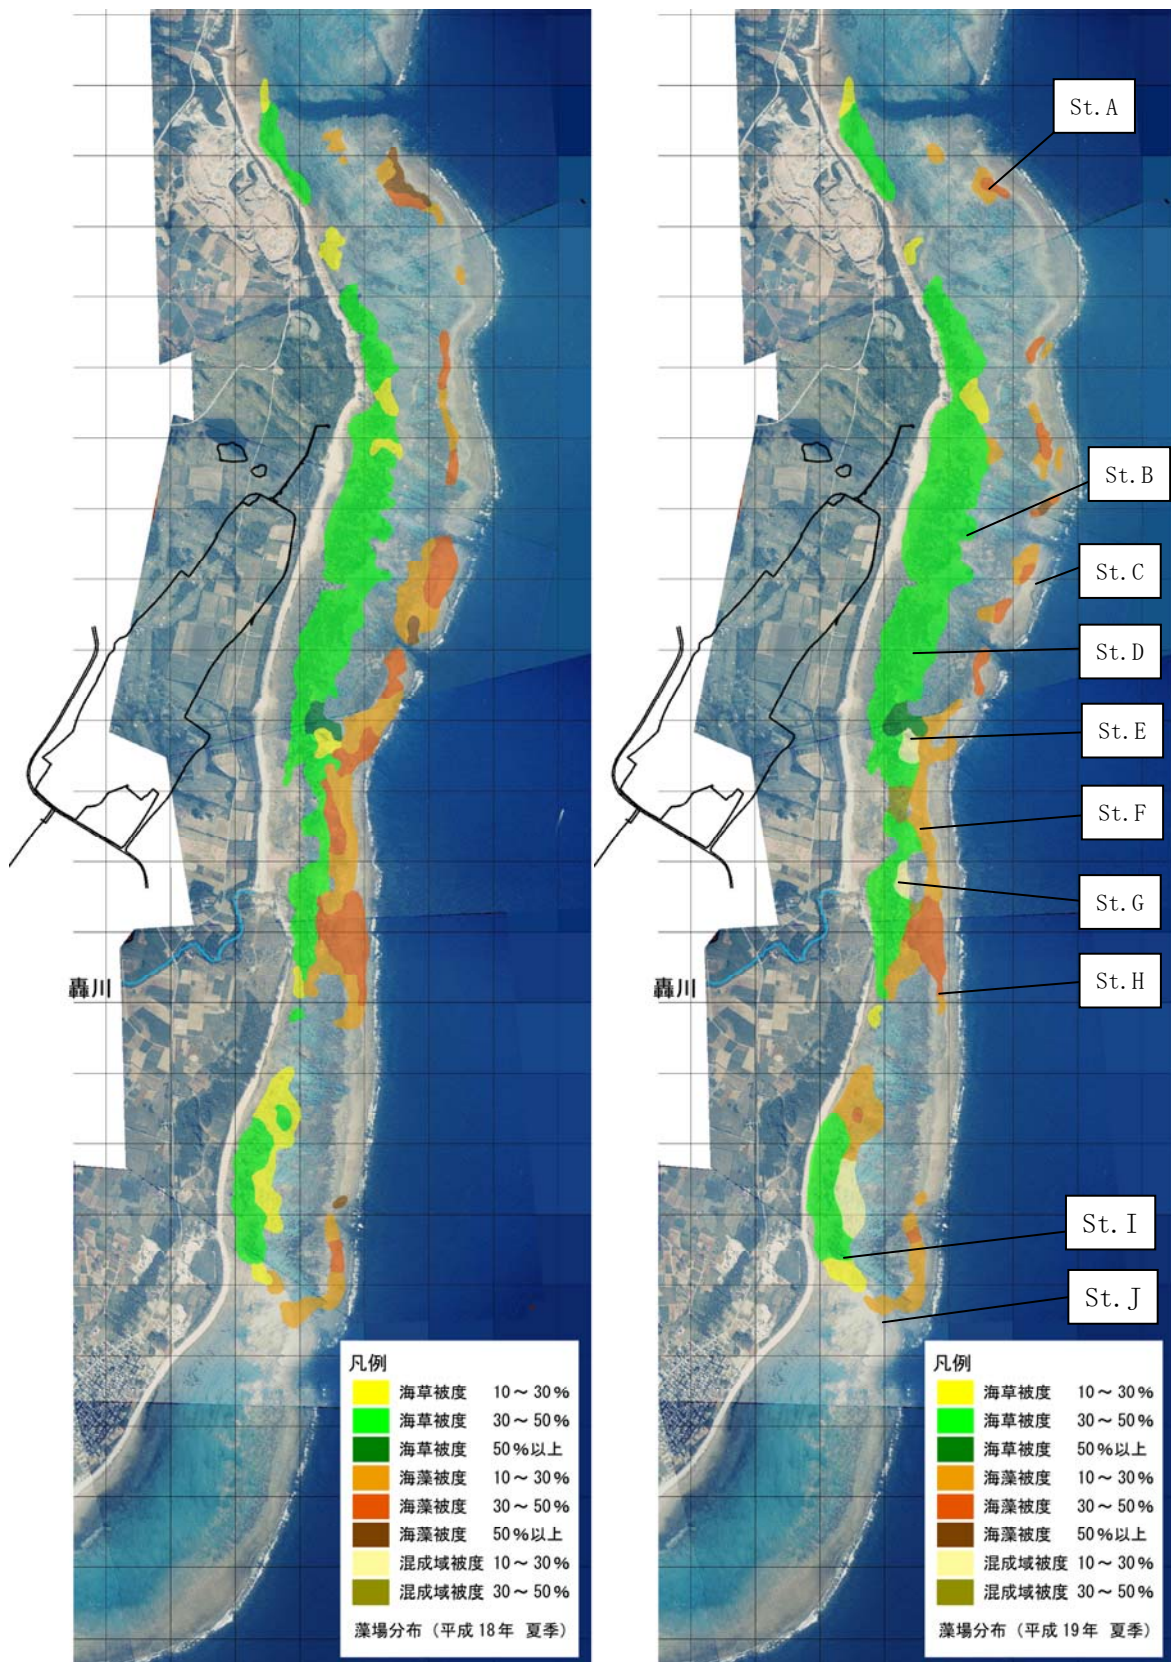 轟川
凡例
海草被度 10～30%
海草被度 30～50%
海草被度 50%以上
海藻被度 10～30%
海藻被度 30～50%
海藻被度 50%以上
混成域被度 10～30%
混成域被度 30～50%
藻場分布（平成18年 夏季）
St.A
St.B
St.C
St.D
St.E
St.F
St.G
St.H
St.I
St.J
轟川
凡例
海草被度 10～30%
海草被度 30～50%
海草被度 50%以上
海藻被度 10～30%
海藻被度 30～50%
海藻被度 50%以上
混成域被度 10～30%
混成域被度 30～50%
藻場分布（平成19年 夏季）